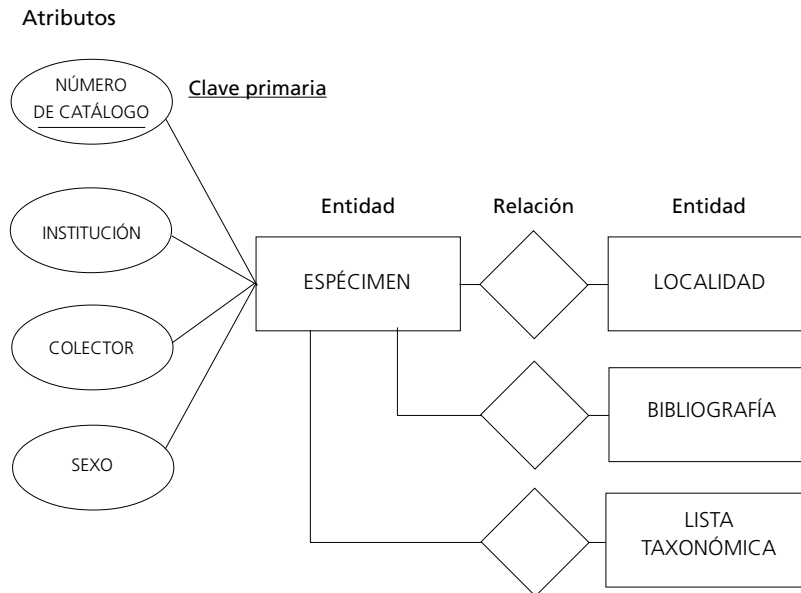 Atributos
NÚMERO
DE CATÁLOGO
Clave primaria
INSTITUCIÓN
COLECTOR
SEXO
Entidad
Relación
Entidad
ESPÉCIMEN
LOCALIDAD
BIBLIOGRAFÍA
LISTA
TAXONÓMICA